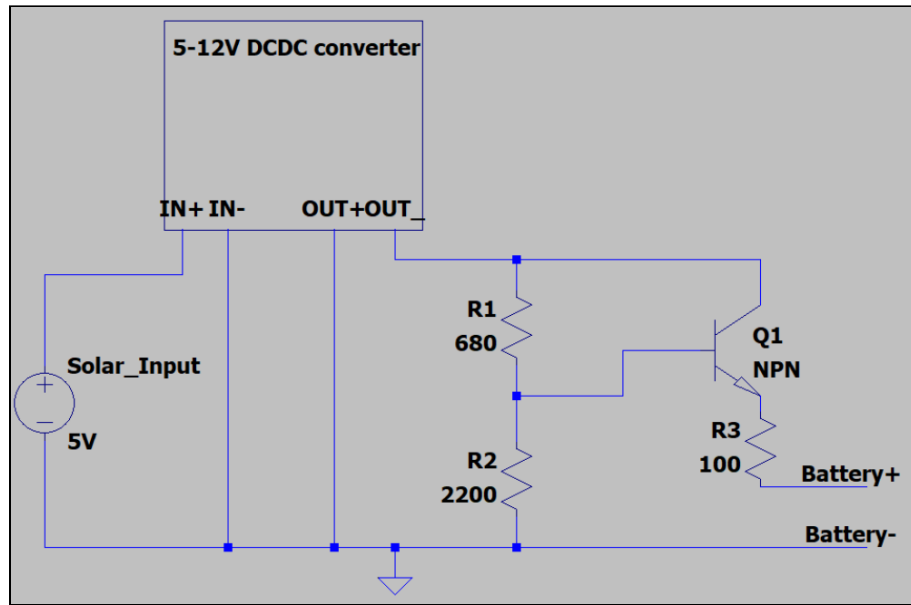 5-12V DCDC converter
IN+ IN- OUT+ OUT_
R1
680
Q1
NPN
Solar_Input
5V
R2
2200
R3
100
Battery+
Battery-